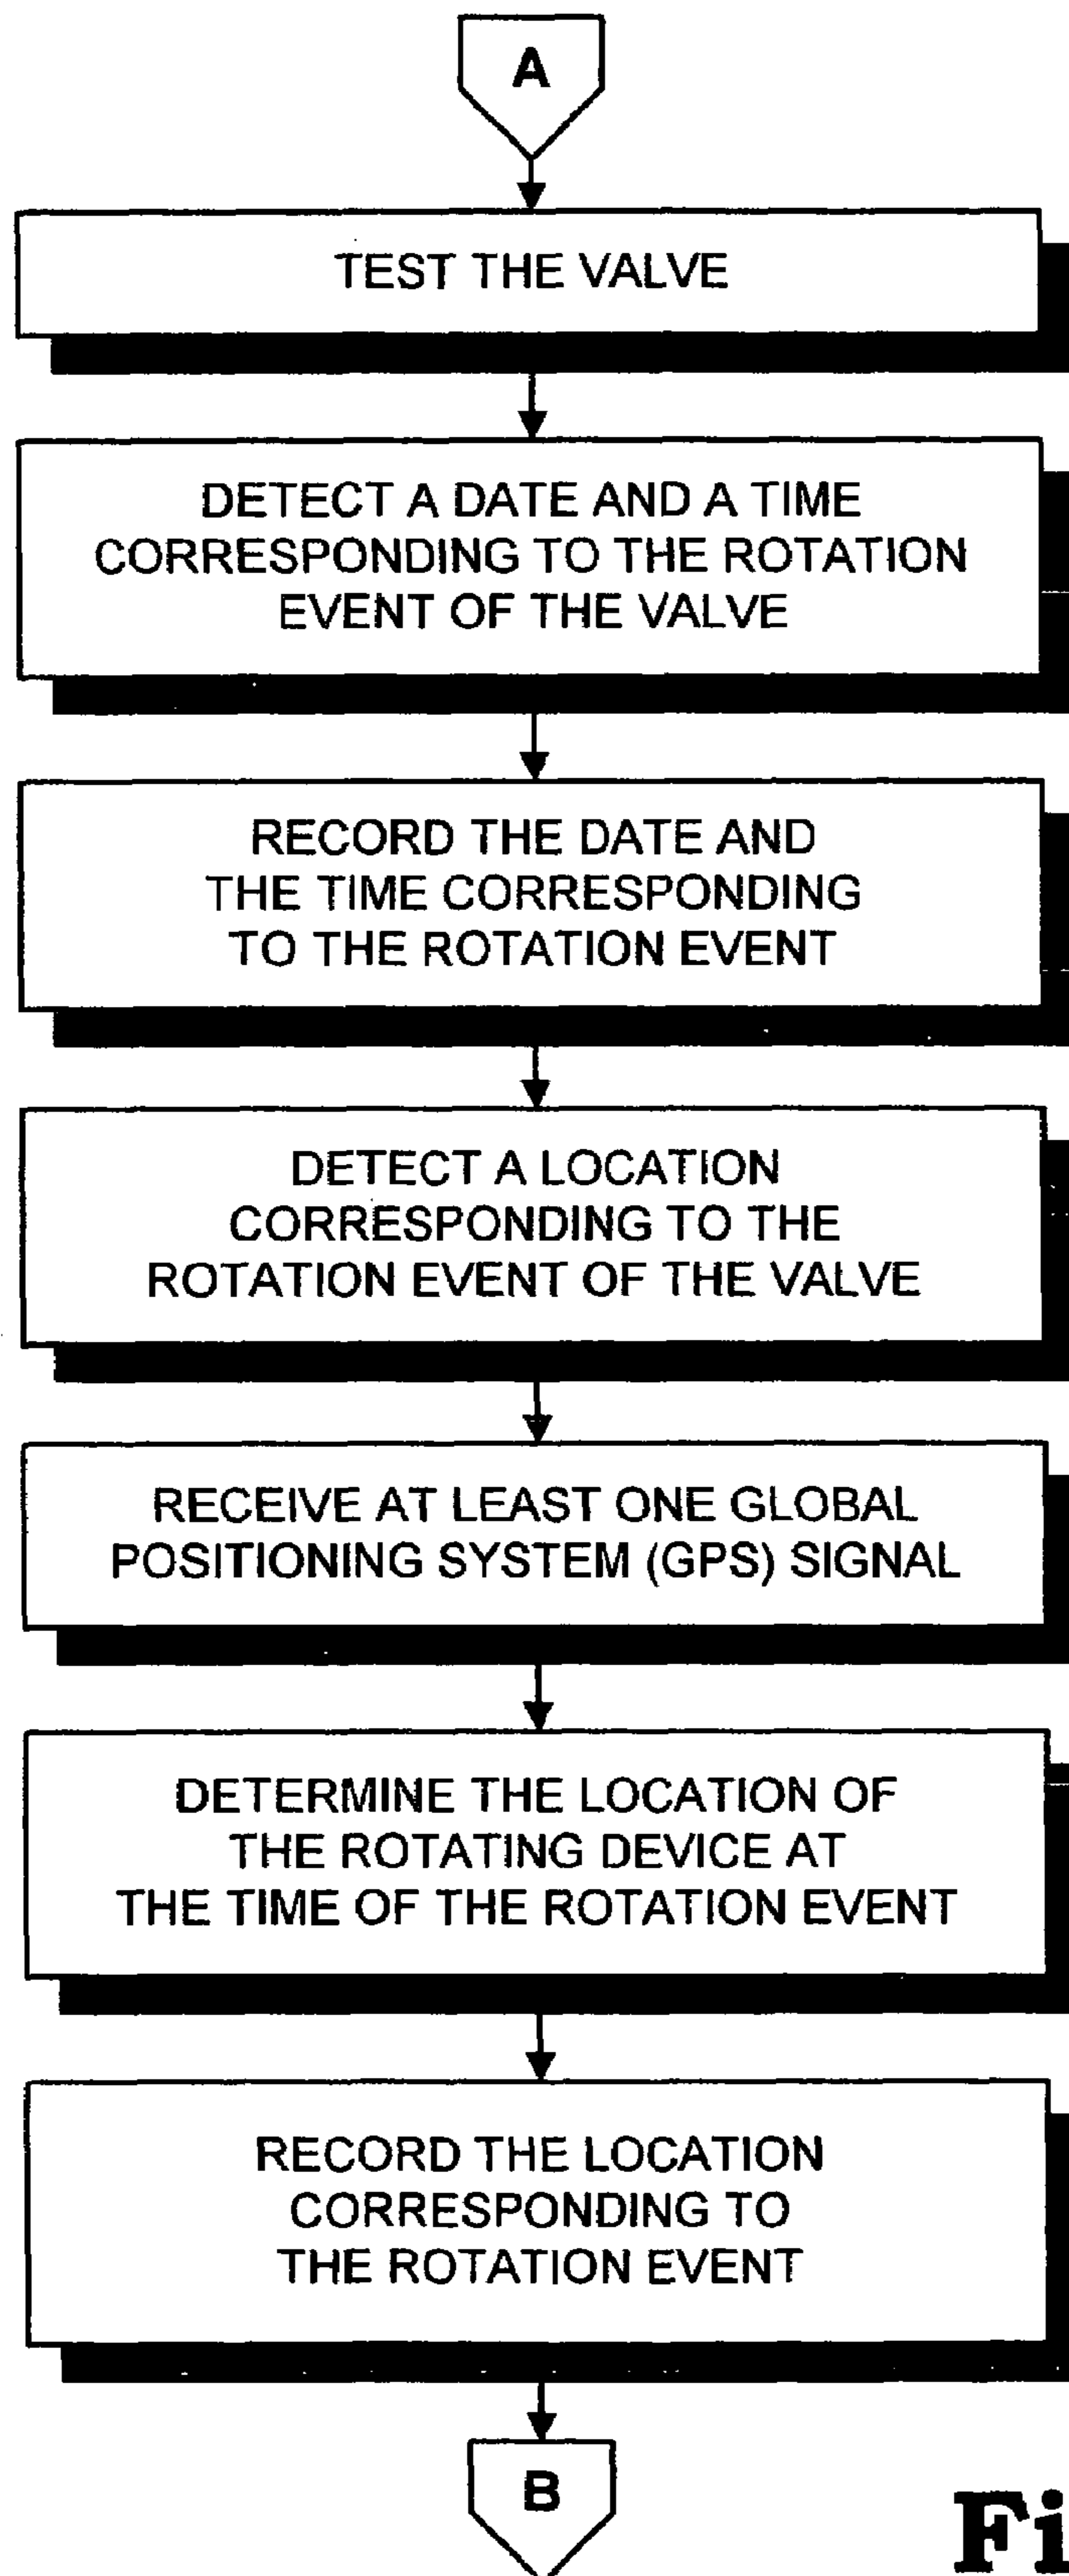 A
TEST THE VALVE
DETECT A DATE AND A TIME
CORRESPONDING TO THE ROTATION
EVENT OF THE VALVE
RECORD THE DATE AND
THE TIME CORRESPONDING
TO THE ROTATION EVENT
DETECT A LOCATION
CORRESPONDING TO THE
ROTATION EVENT OF THE VALVE
RECEIVE AT LEAST ONE GLOBAL
POSITIONING SYSTEM (GPS) SIGNAL
DETERMINE THE LOCATION OF
THE ROTATING DEVICE AT
THE TIME OF THE ROTATION EVENT
RECORD THE LOCATION
CORRESPONDING TO
THE ROTATION EVENT
B
Fi